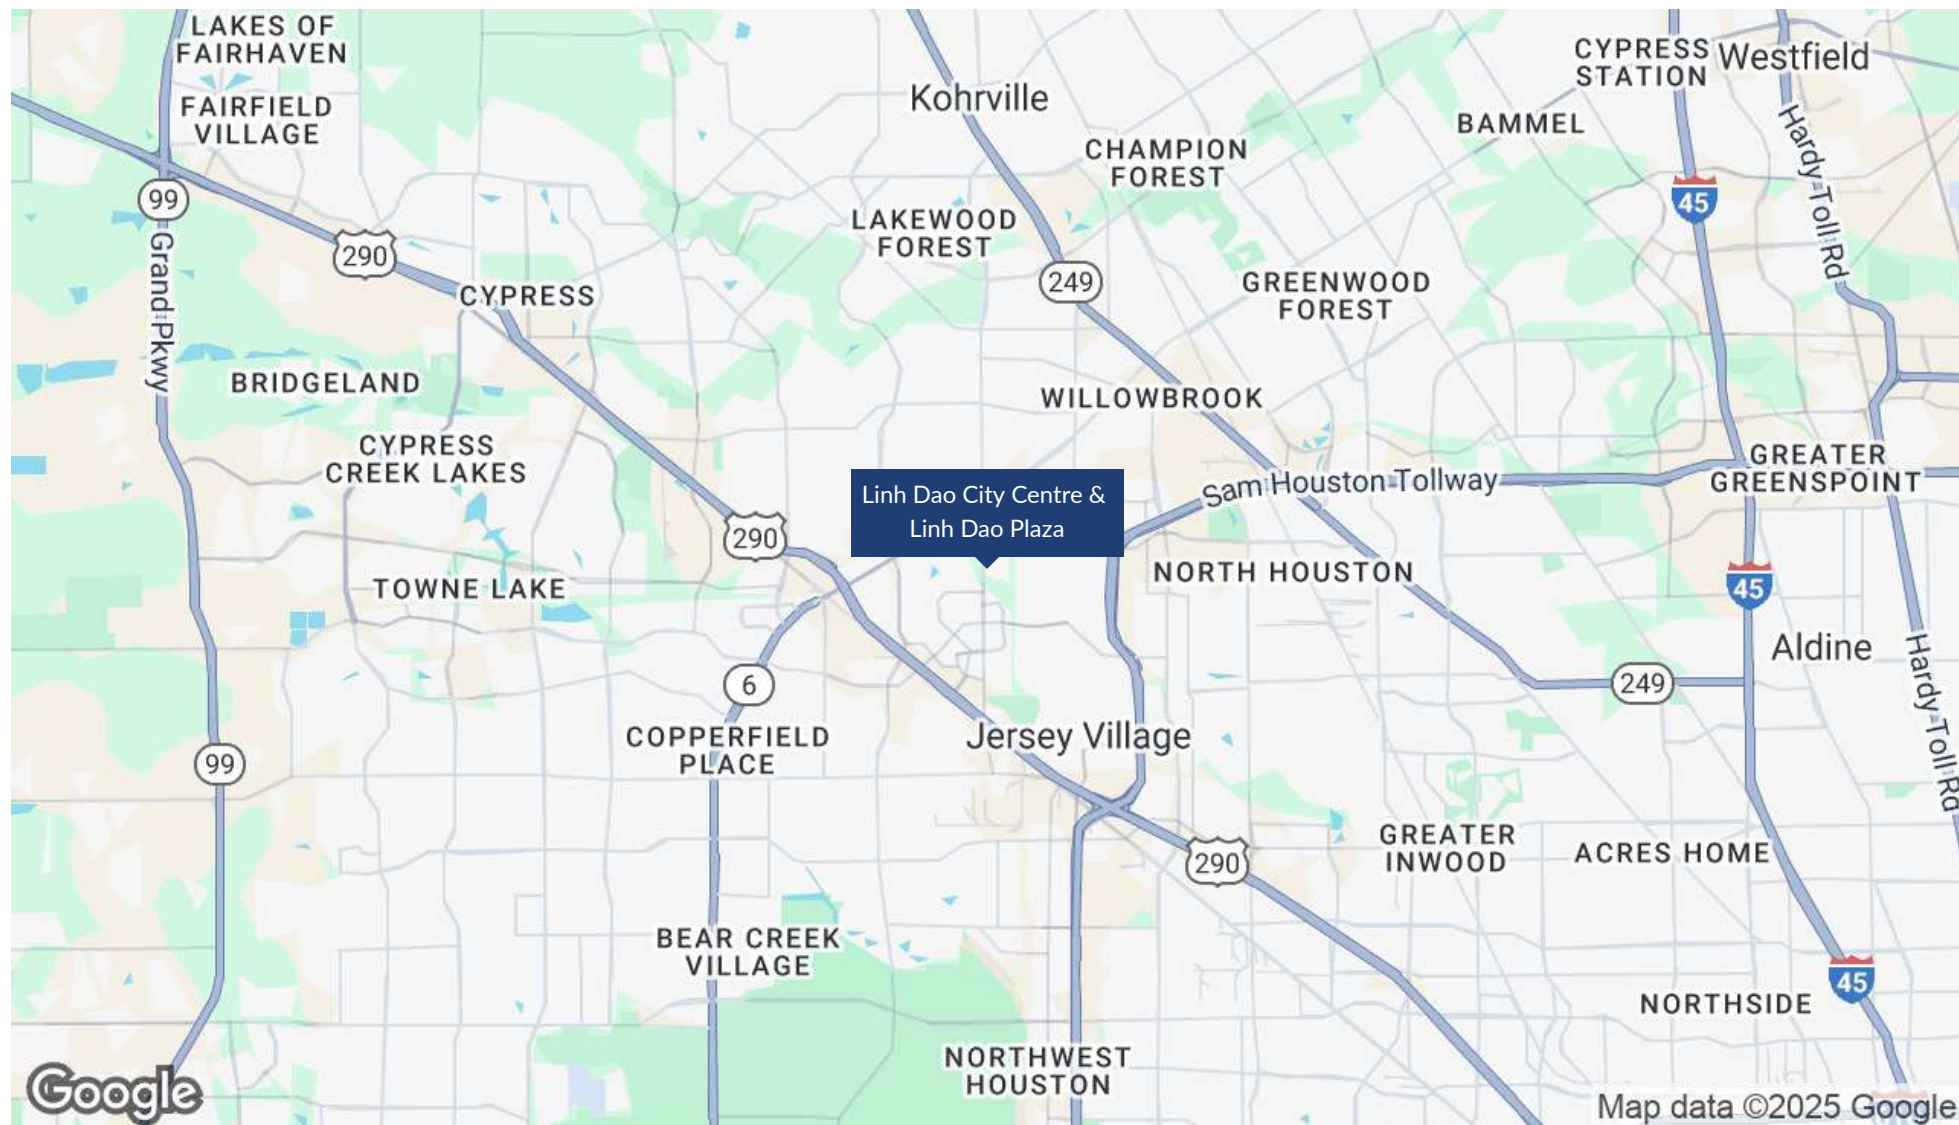 LAKES OF
FAIRHAVEN
FAIRFIELD
VILLAGE
Kohrville
CYPRESS
STATION
Westfield
BAMMEL
Hardy Toll Rd
CHAMPION
FOREST
99
45
LAKEWOOD
FOREST
290
Grand Pkwy
249
GREENWOOD
FOREST
CYPRESS
BRIDGELAND
WILLOWBROOK
CYPRESS
CREEK LAKES
GREATER
GREENSPOINT
Sam Houston Tollway
Linh Dao City Centre &
Linh Dao Plaza
290
NORTH HOUSTON
45
TOWNE LAKE
Aldine
6
249
Hardy Toll Rd
COPPERFIELD
PLACE
Jersey Village
99
GREATER
INWOOD
ACRES HOME
290
BEAR CREEK
VILLAGE
45
NORTHSIDE
NORTHWEST
HOUSTON
Google
Map data ©2025 Google